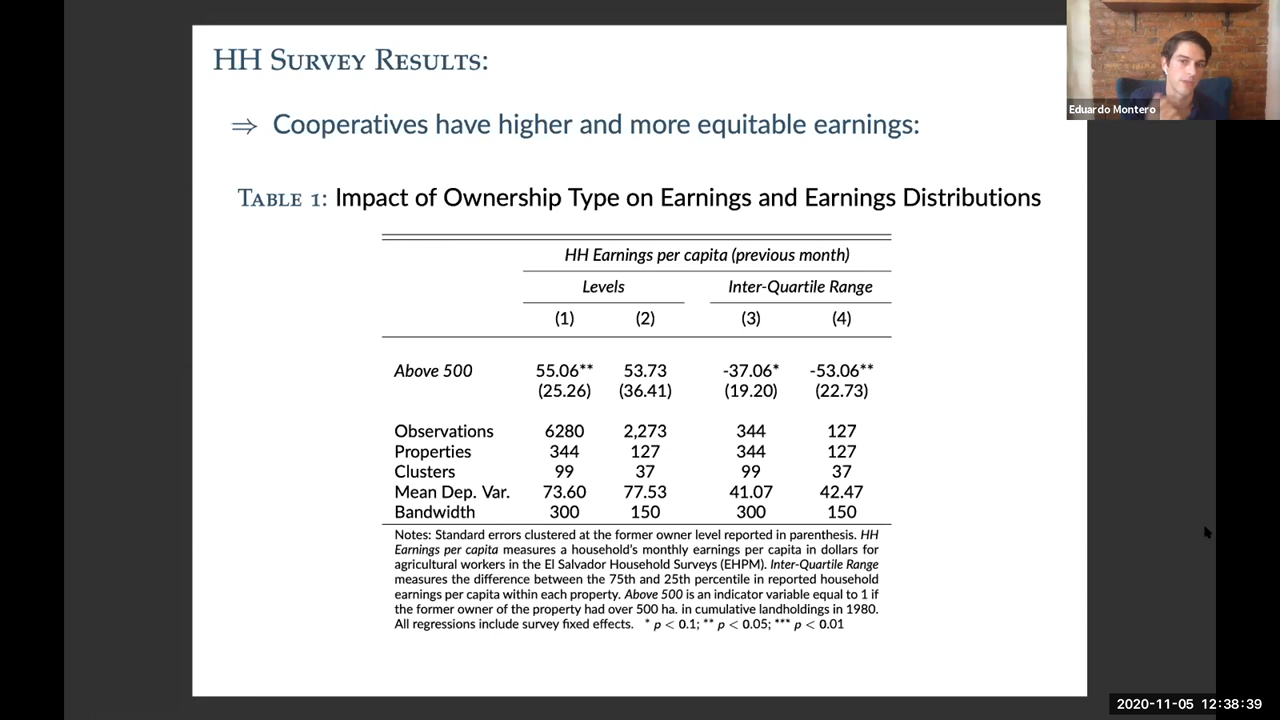 HH Survey Results:
⇒ Cooperatives have higher and more equitable earnings:
Table 1: Impact of Ownership Type on Earnings and Earnings Distributions
HH Earnings per capita (previous month)
Levels Inter-Quartile Range
(1) (2) (3) (4)
Above 500 55.06** 53.73 -37.06* -53.06**
(25.26) (36.41) (19.20) (22.73)
Observations 6280 2,273 344 127
Properties 344 127 344 127
Clusters 99 37 99 37
Mean Dep. Var. 73.60 77.53 41.07 42.47
Bandwidth 300 150 300 150
Notes: Standard errors clustered at the former owner level reported in parenthesis. HH
Earnings per capita measures a household's monthly earnings per capita in dollars for
agricultural workers in the El Salvador Household Surveys (EHPM). Inter-Quartile Range
measures the difference between the 75th and 25th percentile in reported household
earnings per capita within each property. Above 500 is an indicator variable equal to 1 if
the former owner of the property had over 500 ha. in cumulative landholdings in 1980.
All regressions include survey fixed effects. * p < 0.1; ** p < 0.05; *** p < 0.01
Eduardo Montero
2020-11-05 12:38:39